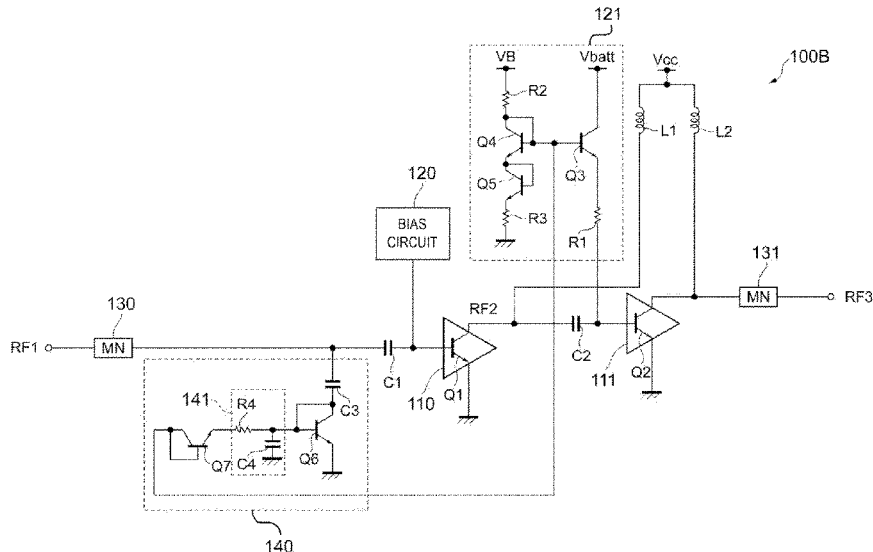 121
100B
VB
Vbatt
Vcc
R2
L1
L2
Q4
Q3
120
Q5
BIAS
CIRCUIT
R3
R1
131
130
RF2
MN
RF3
RF1
MN
C1
C2
110
Q1
111
Q2
141
R4
C3
Q7
C4
Q6
140